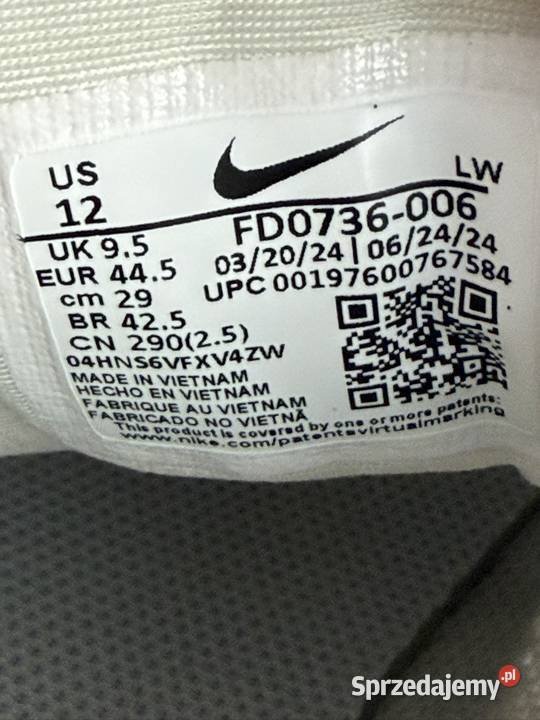 US
12
LW
FD0736-006
UK 9.5
03/20/24 | 06/24/24
EUR 44.5
UPC 00197600767584
cm 29
BR 42.5
CN 290(2.5)
04HNS6VFXV4ZW
MADE IN VIETNAM
HECHO EN VIETNAM
FABRIQUE AU VIETNAM
FABRICADO NO VIETNÃ
This product is covered by one or more patents:
www.nike.com/patentsvirtualmarking
Sprzedajemy.pl